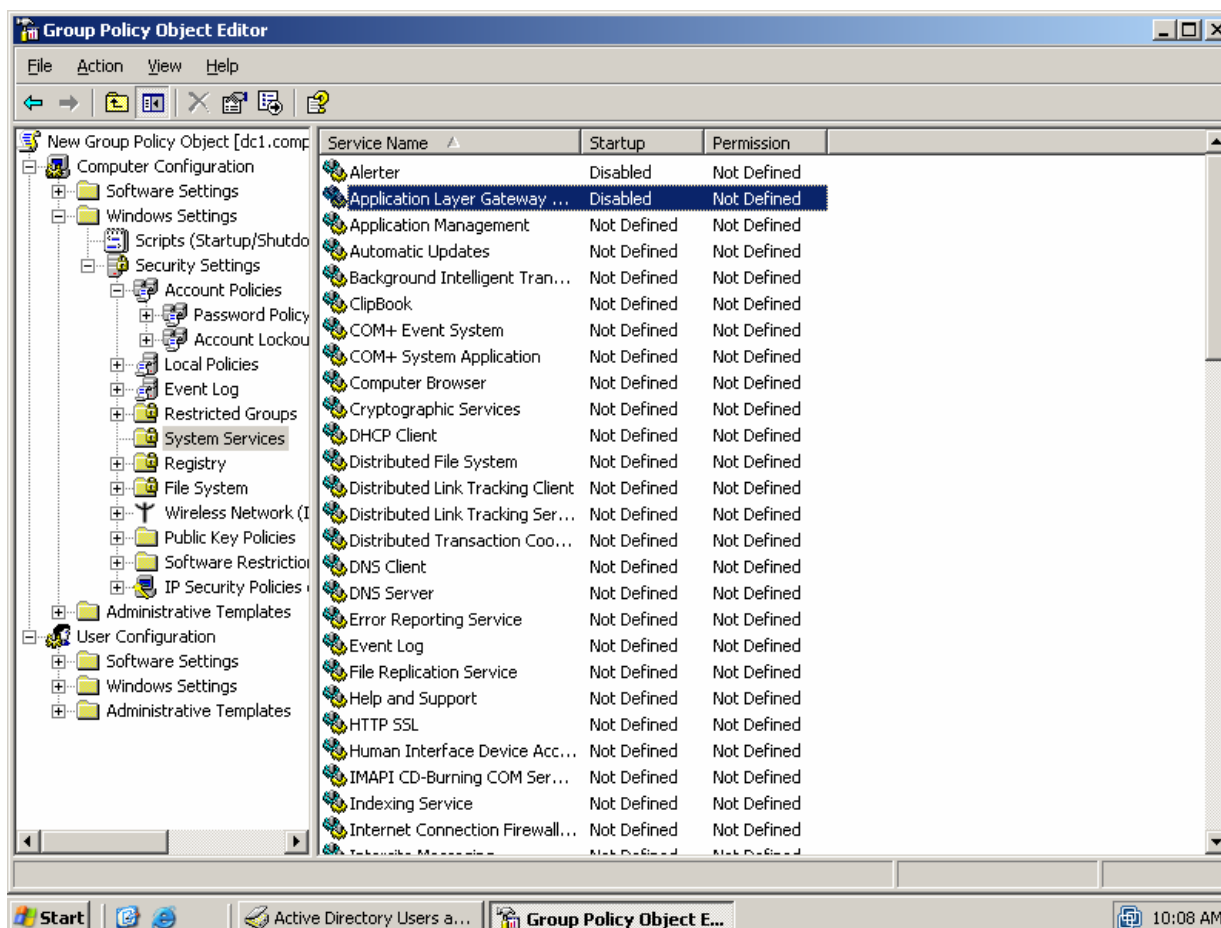 Group Policy Object Editor
File Action View Help
New Group Policy Object [dc1.comp
Computer Configuration
Software Settings
Windows Settings
Scripts (Startup/Shutdo
Security Settings
Account Policies
Password Policy
Account Lockou
Local Policies
Event Log
Restricted Groups
System Services
Registry
File System
Wireless Network (I
Public Key Policies
Software Restriction
IP Security Policies
Administrative Templates
User Configuration
Software Settings
Windows Settings
Administrative Templates
Service Name Startup Permission
Alerter Disabled Not Defined
Application Layer Gateway ... Disabled Not Defined
Application Management Not Defined Not Defined
Automatic Updates Not Defined Not Defined
Background Intelligent Tran... Not Defined Not Defined
ClipBook Not Defined Not Defined
COM+ Event System Not Defined Not Defined
COM+ System Application Not Defined Not Defined
Computer Browser Not Defined Not Defined
Cryptographic Services Not Defined Not Defined
DHCP Client Not Defined Not Defined
Distributed File System Not Defined Not Defined
Distributed Link Tracking Client Not Defined Not Defined
Distributed Link Tracking Ser... Not Defined Not Defined
Distributed Transaction Coo... Not Defined Not Defined
DNS Client Not Defined Not Defined
DNS Server Not Defined Not Defined
Error Reporting Service Not Defined Not Defined
Event Log Not Defined Not Defined
File Replication Service Not Defined Not Defined
Help and Support Not Defined Not Defined
HTTP SSL Not Defined Not Defined
Human Interface Device Acc... Not Defined Not Defined
IMAPI CD-Burning COM Ser... Not Defined Not Defined
Indexing Service Not Defined Not Defined
Internet Connection Firewall... Not Defined Not Defined
Intersite Messaging Not Defined Not Defined
Start Active Directory Users a... Group Policy Object E... 10:08 AM